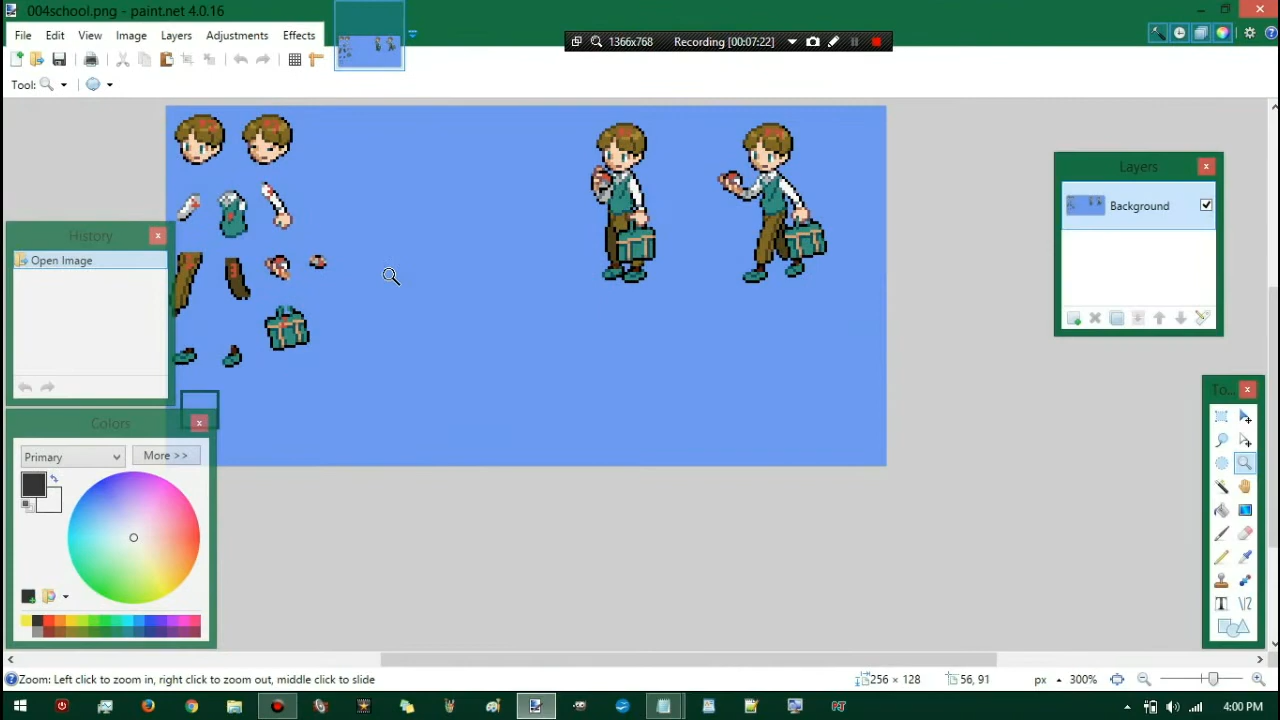 004school.png - paint.net 4.0.16
File Edit View Image Layers Adjustments Effects
1366x768 Recording [00:07:22]
Tool:
Layers
Background
History
Open Image
Colors
Primary
More >>
To...
Zoom: Left click to zoom in, right click to zoom out, middle click to slide
256 × 128
56, 91
px
300%
4:00 PM